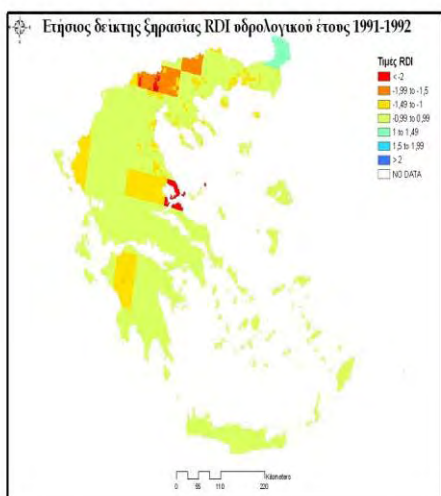 Ετήσιος δείκτης ξηρασίας RDI υδρολογικού έτους 1991-1992
Τιμές RDI
< -2
-1,99 to -1,5
-1,49 to -1
-0,99 to 0,99
1 to 1,49
1,5 to 1,99
> 2
NO DATA
Kilometers
0 55 110 220